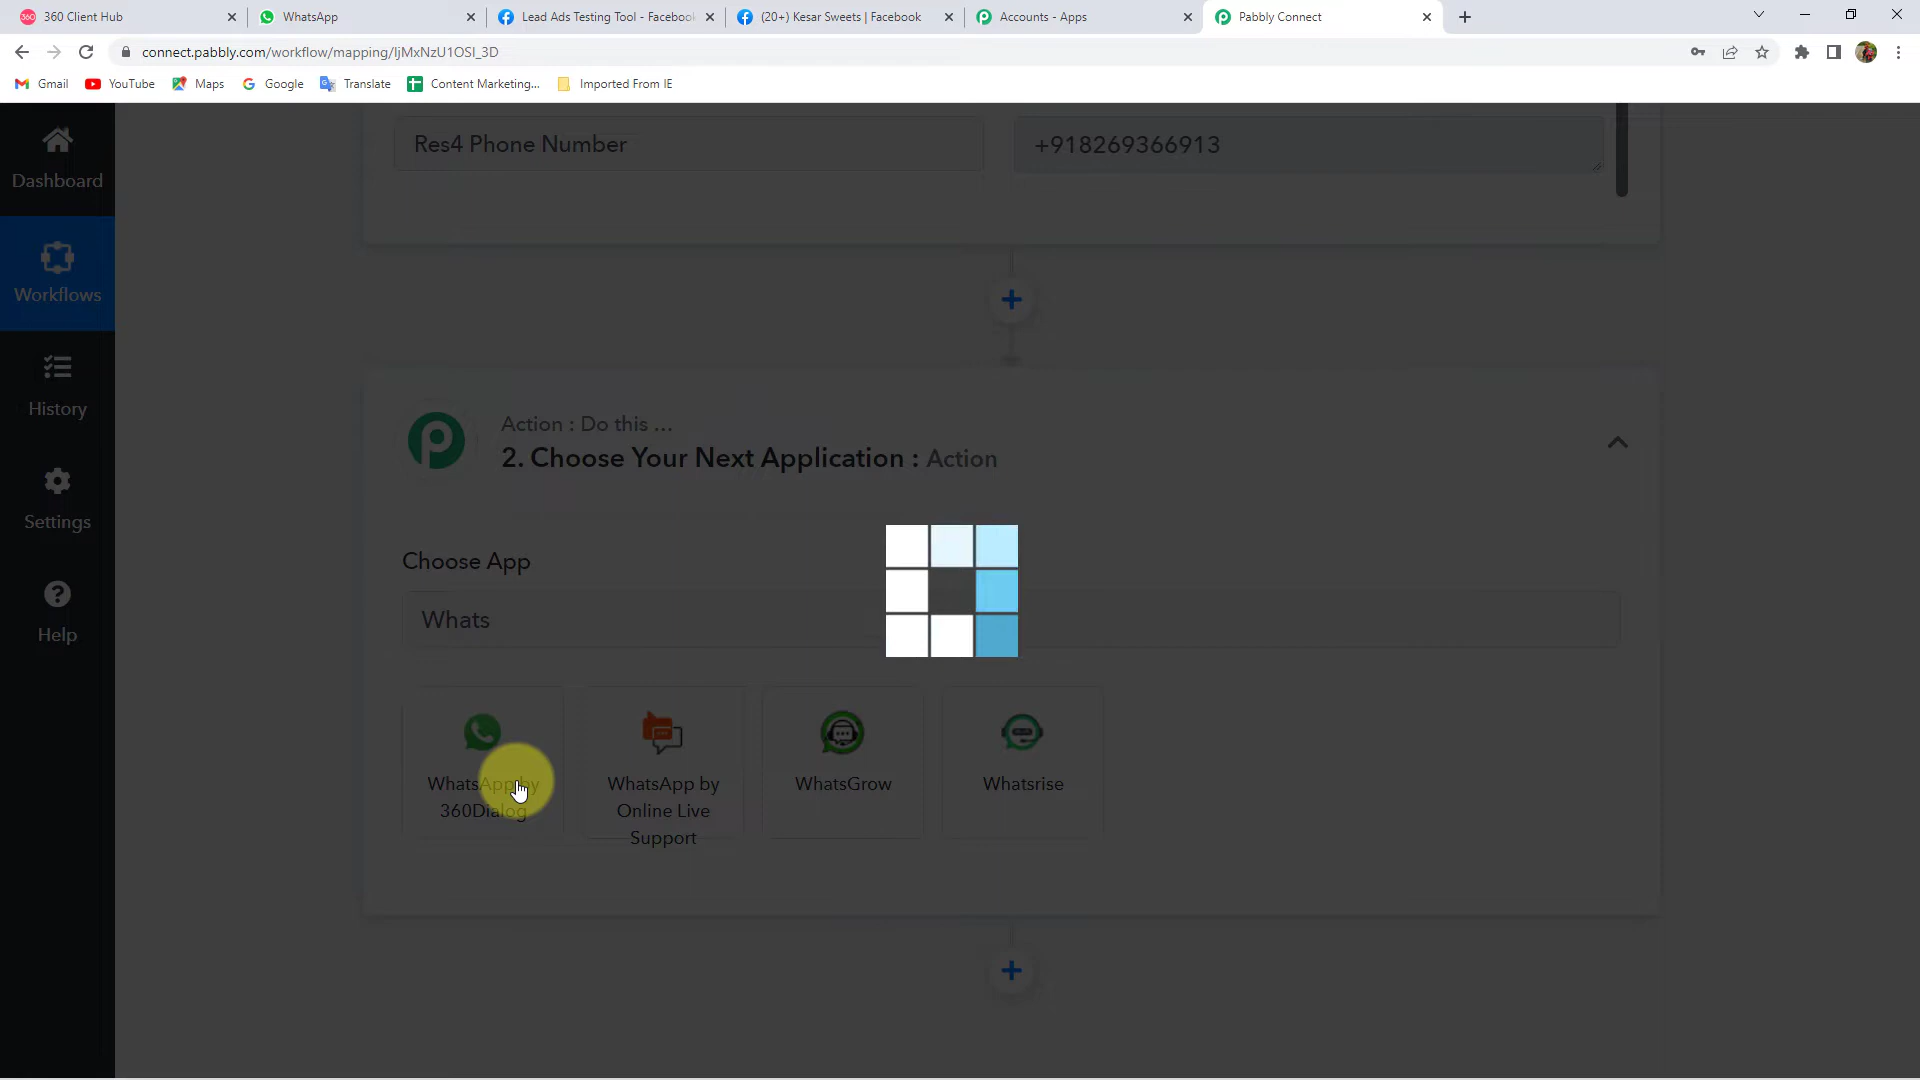 360 Client Hub
WhatsApp
Lead Ads Testing Tool - Facebook
(20+) Kesar Sweets | Facebook
Accounts - Apps
Pabbly Connect
connect.pabbly.com/workflow/mapping/IjMxNzU1OSI_3D
Gmail
YouTube
Maps
Google
Translate
Content Marketing...
Imported From IE
Dashboard
Workflows
History
Settings
Help
Res4 Phone Number
+918269366913
Action : Do this ...
2. Choose Your Next Application : Action
Choose App
Whats
WhatsApp by
360Dialog
WhatsApp by
Online Live
Support
WhatsGrow
Whatsrise